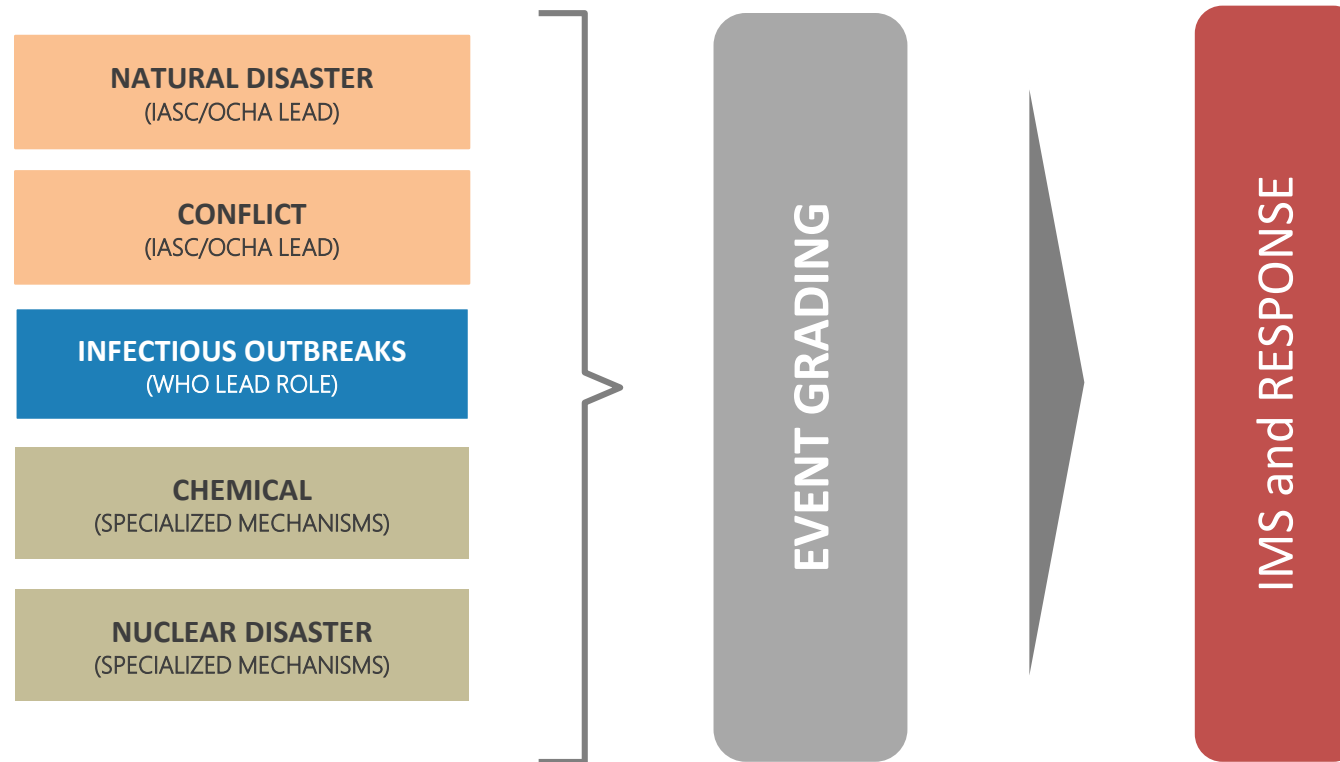 NATURAL DISASTER
(IASC/OCHA LEAD)
CONFLICT
(IASC/OCHA LEAD)
INFECTIOUS OUTBREAKS
(WHO LEAD ROLE)
CHEMICAL
(SPECIALIZED MECHANISMS)
NUCLEAR DISASTER
(SPECIALIZED MECHANISMS)
EVENT GRADING
IMS and RESPONSE